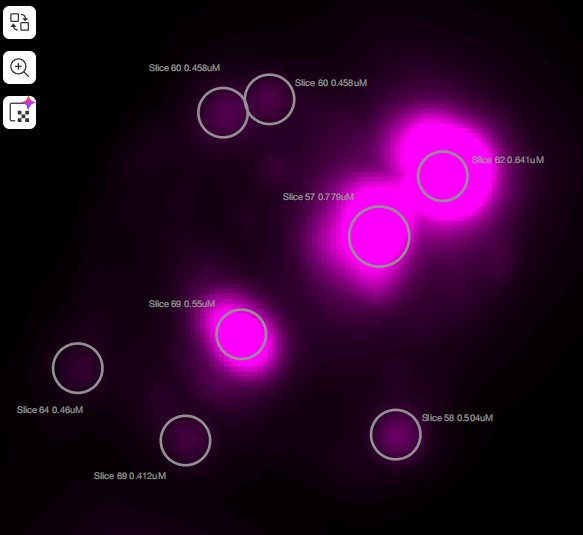 Slice 60 0.458uM
Slice 60 0.458uM
Slice 62 0.641uM
Slice 57 0.779uM
Slice 69 0.55uM
Slice 64 0.46uM
Slice 58 0.504uM
Slice 69 0.412uM